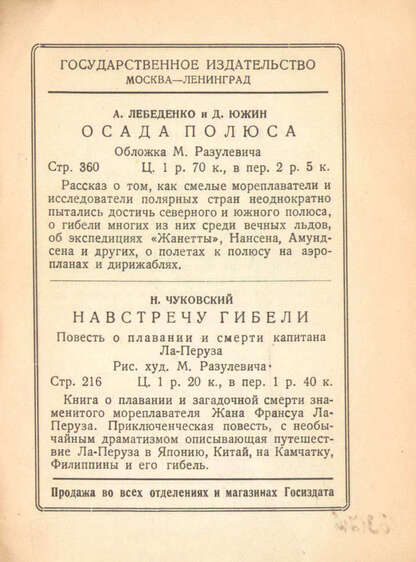 ГОСУДАРСТВЕННОЕ ИЗДАТЕЛЬСТВО
МОСКВА—ЛЕНИНГРАД
А. ЛЕБЕДЕНКО и Д. ЮЖИН
ОСАДА ПОЛЮСА
Обложка М. Разулевича
Стр. 360 Ц. 1 р. 70 к., в пер. 2 р. 5 к.
Рассказ о том, как смелые мореплаватели и
исследователи полярных стран неоднократно
пытались достичь северного и южного полюса,
о гибели многих из них среди вечных льдов,
об экспедициях «Жанетты», Нансена, Амунд-
сена и других, о полетах к полюсу на аэро-
планах и дирижаблях.
Н. ЧУКОВСКИЙ
НАВСТРЕЧУ ГИБЕЛИ
Повесть о плавании и смерти капитана
Ла-Перуза
Рис. худ. М. Разулевича.
Стр. 216 Ц. 1 р. 20 к., в пер. 1 р. 40 к.
Книга о плавании и загадочной смерти зна-
менитого мореплавателя Жана Франсуа Ла-
Перуза. Приключенческая повесть, с необы-
чайным драматизмом описывающая путешест-
вие Ла-Перуза в Японию, Китай, на Камчатку,
Филиппины и его гибель.
Продажа во всех отделениях и магазинах Госиздата